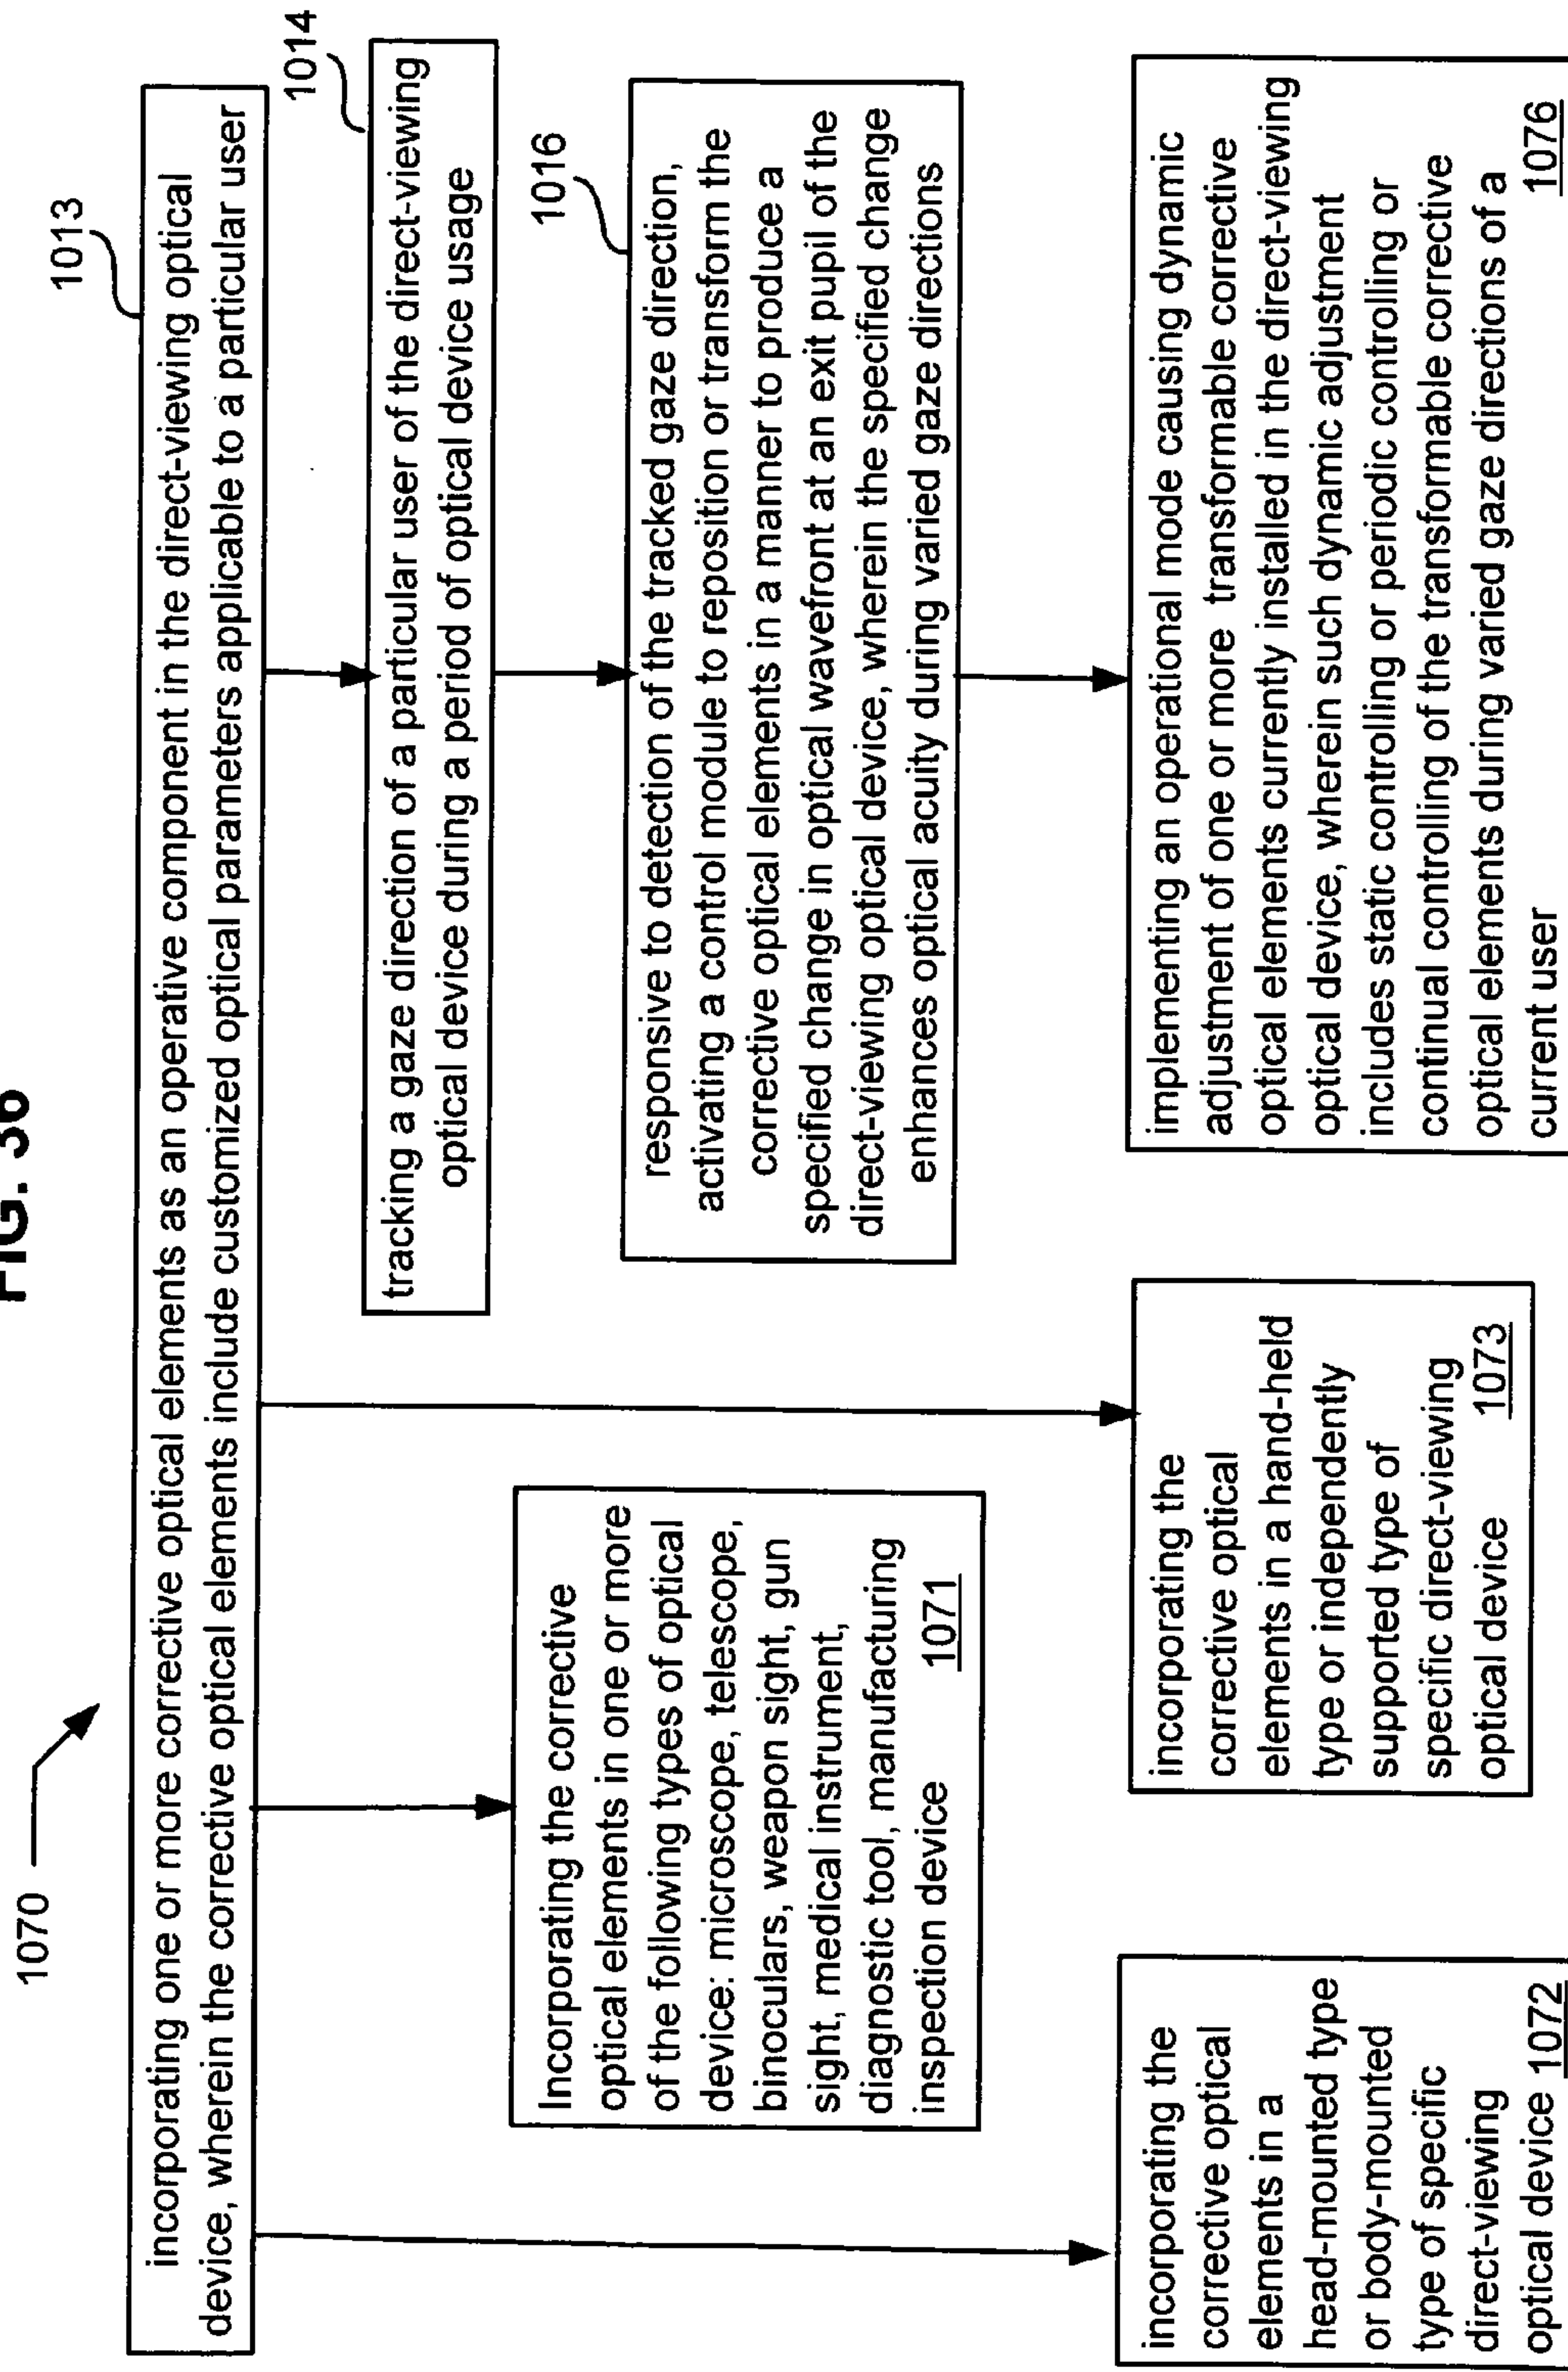 FIG. 36
1070
1013
incorporating one or more corrective optical elements as an operative component in the direct-viewing optical
device, wherein the corrective optical elements include customized optical parameters applicable to a particular user
1014
tracking a gaze direction of a particular user of the direct-viewing
optical device during a period of optical device usage
1016
responsive to detection of the tracked gaze direction,
activating a control module to reposition or transform the
corrective optical elements in a manner to produce a
specified change in optical wavefront at an exit pupil of the
direct-viewing optical device, wherein the specified change
enhances optical acuity during varied gaze directions
Incorporating the corrective
optical elements in one or more
of the following types of optical
device: microscope, telescope,
binoculars, weapon sight, gun
sight, medical instrument,
diagnostic tool, manufacturing
inspection device 1071
incorporating the
corrective optical
elements in a
head-mounted type
or body-mounted
type of specific
direct-viewing
optical device 1072
incorporating the
corrective optical
elements in a hand-held
type or independently
supported type of
specific direct-viewing
optical device 1073
implementing an operational mode causing dynamic
adjustment of one or more transformable corrective
optical elements currently installed in the direct-viewing
optical device, wherein such dynamic adjustment
includes static controlling or periodic controlling or
continual controlling of the transformable corrective
optical elements during varied gaze directions of a
current user 1076